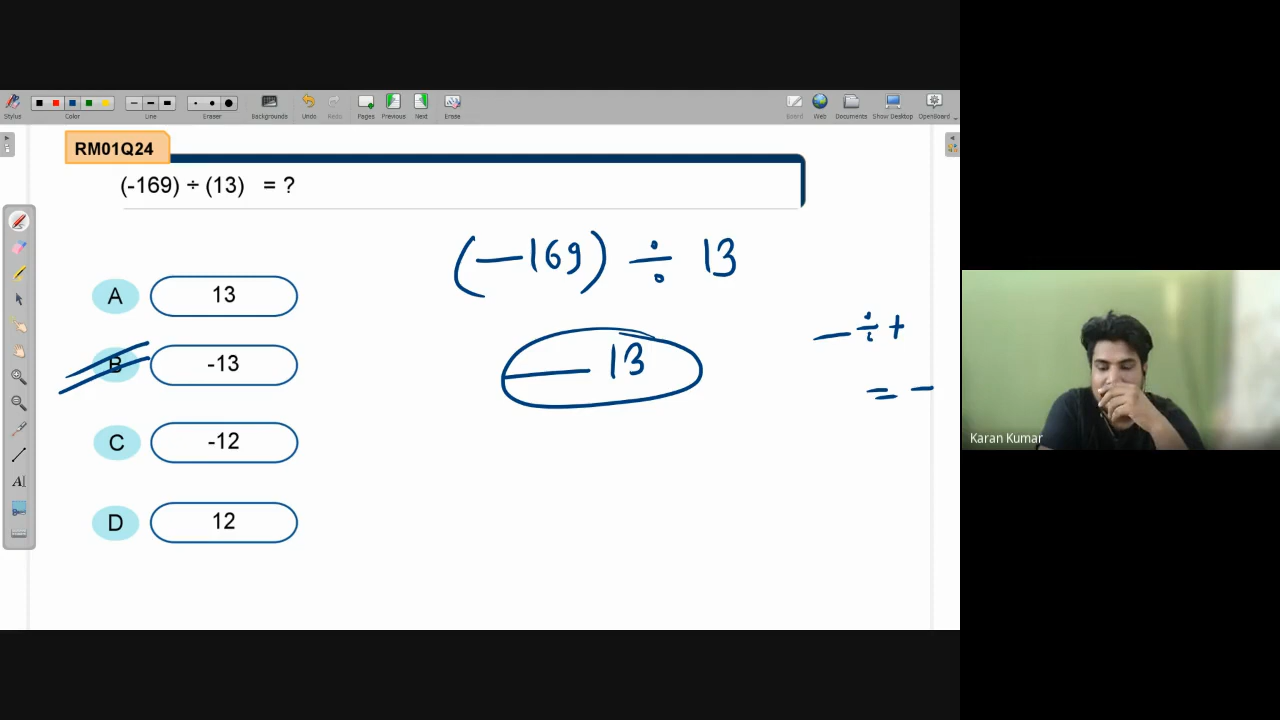 Stylus
Color
Line
Eraser
Backgrounds
Undo
Redo
Pages
Previous
Next
Erase
Board
Web
Documents
Show Desktop
OpenBoard
RM01Q24
(-169) ÷ (13) = ?
(-169) ÷ 13
A 13
- ÷ +
B -13
- 13
= -
C -12
D 12
Karan Kumar